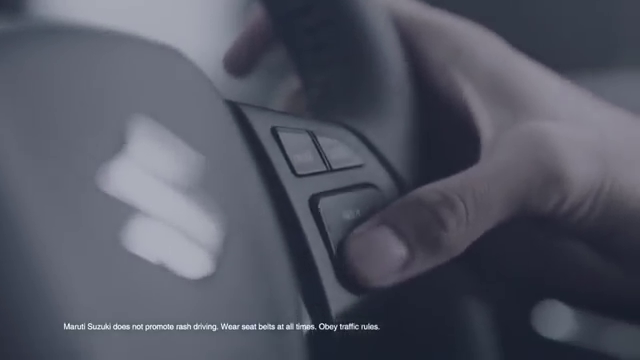 Maruti Suzuki does not promote rash driving. Wear seat belts at all times. Obey traffic rules.